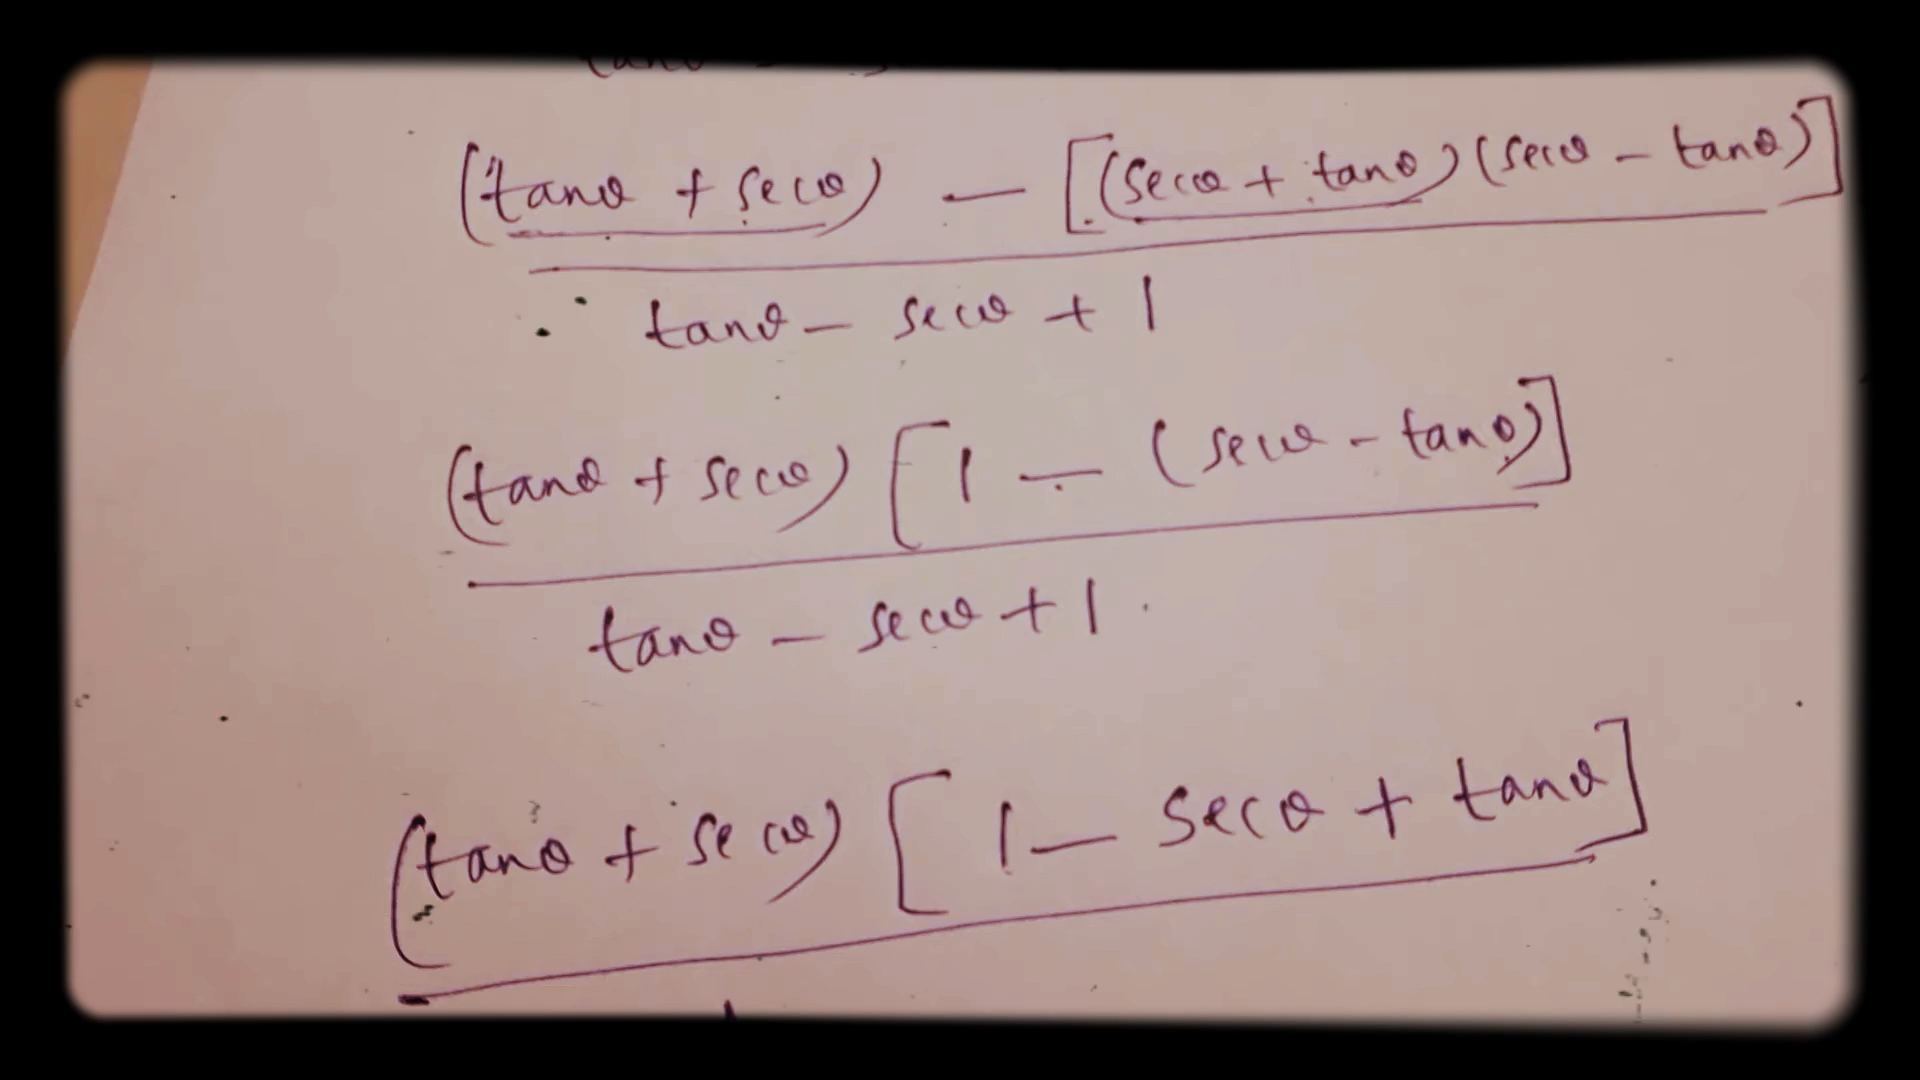 (tanθ + secθ) — [(secθ + tanθ)(secθ - tanθ)]
tanθ - secθ + 1
(tanθ + secθ) [1 - (secθ - tanθ)]
tanθ - secθ + 1
(tanθ + secθ) [1 - secθ + tanθ]